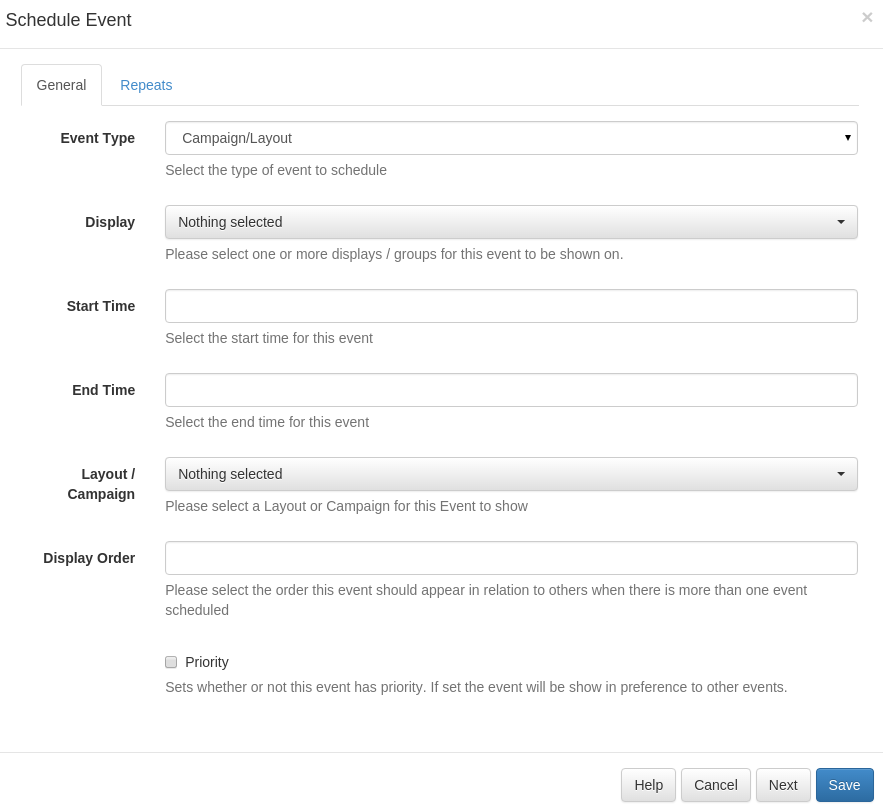 Schedule Event
×
General Repeats
Event Type Campaign/Layout
Select the type of event to schedule
Display Nothing selected
Please select one or more displays / groups for this event to be shown on.
Start Time
Select the start time for this event
End Time
Select the end time for this event
Layout / Nothing selected
Campaign
Please select a Layout or Campaign for this Event to show
Display Order
Please select the order this event should appear in relation to others when there is more than one event
scheduled
Priority
Sets whether or not this event has priority. If set the event will be show in preference to other events.
Help Cancel Next Save